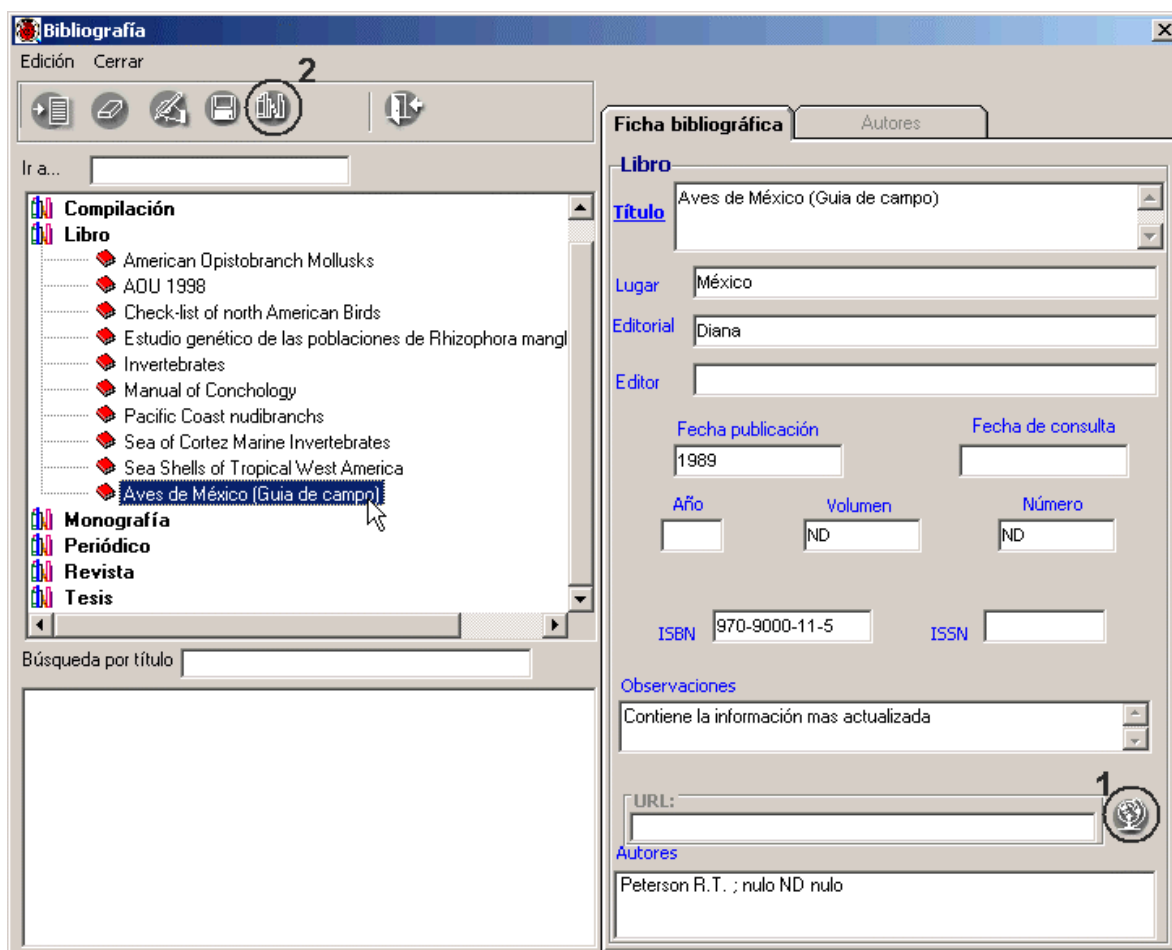 Bibliografía
Edición Cerrar
2
Ir a...
Compilación
Libro
American Opistobranch Mollusks
AOU 1998
Check-list of north American Birds
Estudio genético de las poblaciones de Rhizophora mangl
Invertebrates
Manual of Conchology
Pacific Coast nudibranchs
Sea of Cortez Marine Invertebrates
Sea Shells of Tropical West America
Aves de México (Guia de campo)
Monografía
Periódico
Revista
Tesis
Búsqueda por título
Ficha bibliográfica Autores
Libro
Título Aves de México (Guia de campo)
Lugar México
Editorial Diana
Editor
Fecha publicación Fecha de consulta
1989
Año Volumen Número
ND ND
ISBN 970-9000-11-5 ISSN
Observaciones
Contiene la información mas actualizada
1
URL:
Autores
Peterson R.T. ; nulo ND nulo